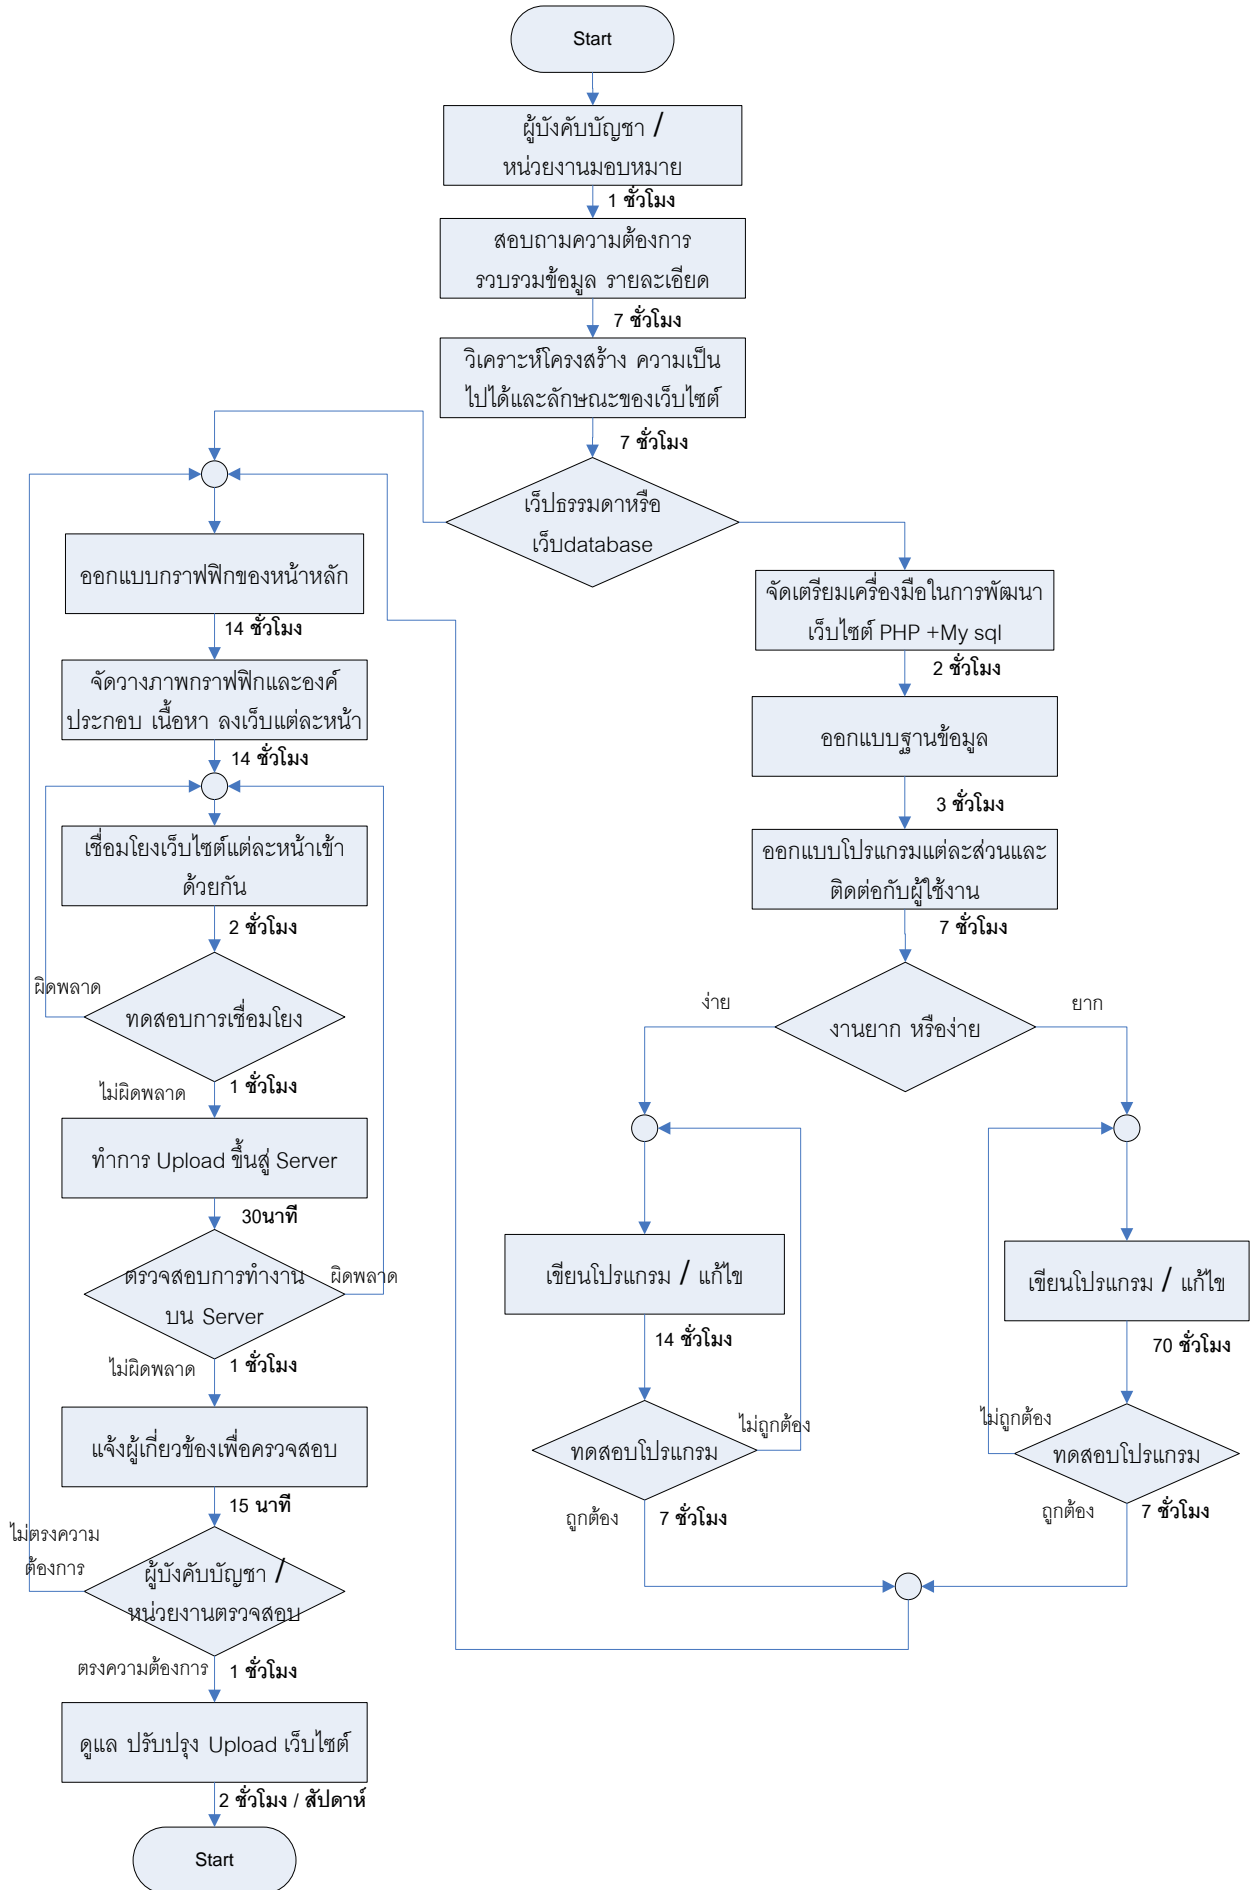 Start
ผู้บังคับบัญชา /
หน่วยงานมอบหมาย
1 ชั่วโมง
สอบถามความต้องการ
รวบรวมข้อมูล รายละเอียด
7 ชั่วโมง
วิเคราะห์โครงสร้าง ความเป็น
ไปได้และลักษณะของเว็บไซต์
7 ชั่วโมง
เว็ปธรรมดาหรือ
เว็บdatabase
ออกแบบกราฟฟิกของหน้าหลัก
14 ชั่วโมง
จัดวางภาพกราฟฟิกและองค์
ประกอบ เนื้อหา ลงเว็บแต่ละหน้า
14 ชั่วโมง
เชื่อมโยงเว็บไซต์แต่ละหน้าเข้า
ด้วยกัน
2 ชั่วโมง
ผิดพลาด
ทดสอบการเชื่อมโยง
ไม่ผิดพลาด
1 ชั่วโมง
ทำการ Upload ขึ้นสู่ Server
30นาที
ตรวจสอบการทำงาน
บน Server
ผิดพลาด
ไม่ผิดพลาด
1 ชั่วโมง
แจ้งผู้เกี่ยวข้องเพื่อครวจสอบ
15 นาที
ไม่ตรงความ
ต้องการ
ผู้บังคับบัญชา /
หน่วยงานตรวจสอบ
ตรงความต้องการ
1 ชั่วโมง
ดูแล ปรับปรุง Upload เว็บไซต์
2 ชั่วโมง / สัปดาห์
Start
จัดเตรียมเครื่องมือในการพัฒนา
เว็บไซต์ PHP +My sql
2 ชั่วโมง
ออกแบบฐานข้อมูล
3 ชั่วโมง
ออกแบบโปรแกรมแต่ละส่วนและ
ติดต่อกับผู้ใช้งาน
7 ชั่วโมง
งานยาก หรือง่าย
ง่าย
ยาก
เขียนโปรแกรม / แก้ไข
14 ชั่วโมง
ไม่ถูกต้อง
ทดสอบโปรแกรม
ถูกต้อง
7 ชั่วโมง
เขียนโปรแกรม / แก้ไข
70 ชั่วโมง
ไม่ถูกต้อง
ทดสอบโปรแกรม
ถูกต้อง
7 ชั่วโมง